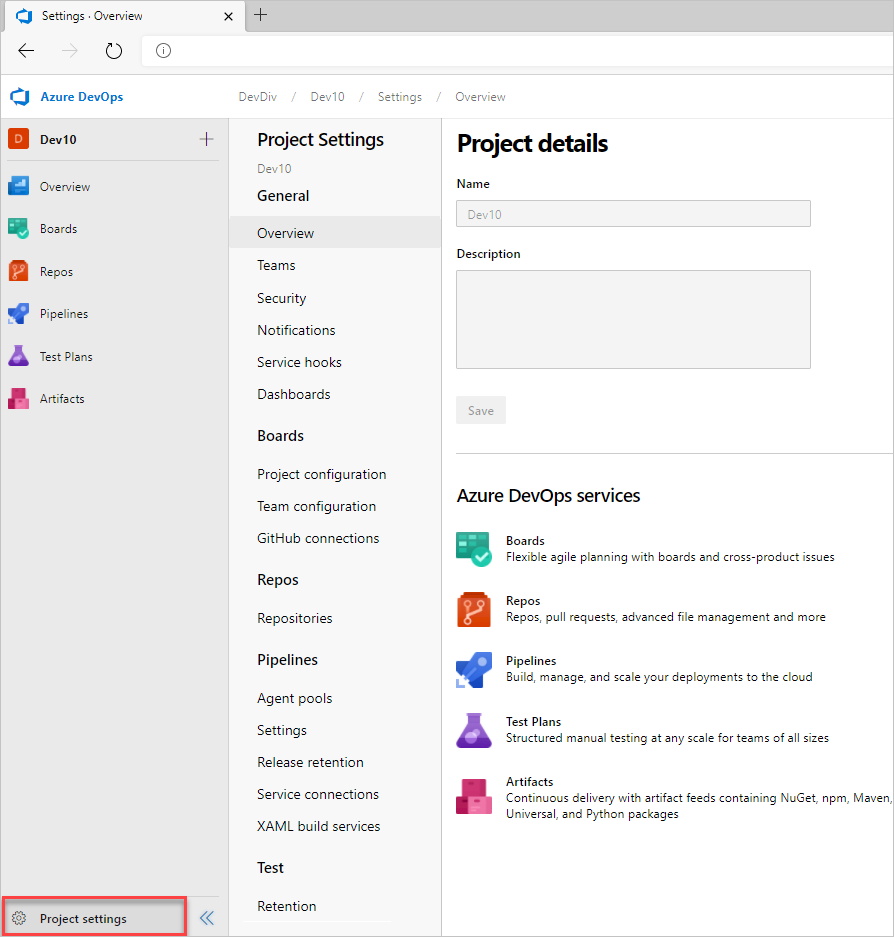 Settings · Overview
Azure DevOps
DevDiv / Dev10 / Settings / Overview
D Dev10
Overview
Boards
Repos
Pipelines
Test Plans
Artifacts
Project settings
Project Settings
Dev10
General
Overview
Teams
Security
Notifications
Service hooks
Dashboards
Boards
Project configuration
Team configuration
GitHub connections
Repos
Repositories
Pipelines
Agent pools
Settings
Release retention
Service connections
XAML build services
Test
Retention
Project details
Name
Dev10
Description
Save
Azure DevOps services
Boards
Flexible agile planning with boards and cross-product issues
Repos
Repos, pull requests, advanced file management and more
Pipelines
Build, manage, and scale your deployments to the cloud
Test Plans
Structured manual testing at any scale for teams of all sizes
Artifacts
Continuous delivery with artifact feeds containing NuGet, npm, Maven,
Universal, and Python packages